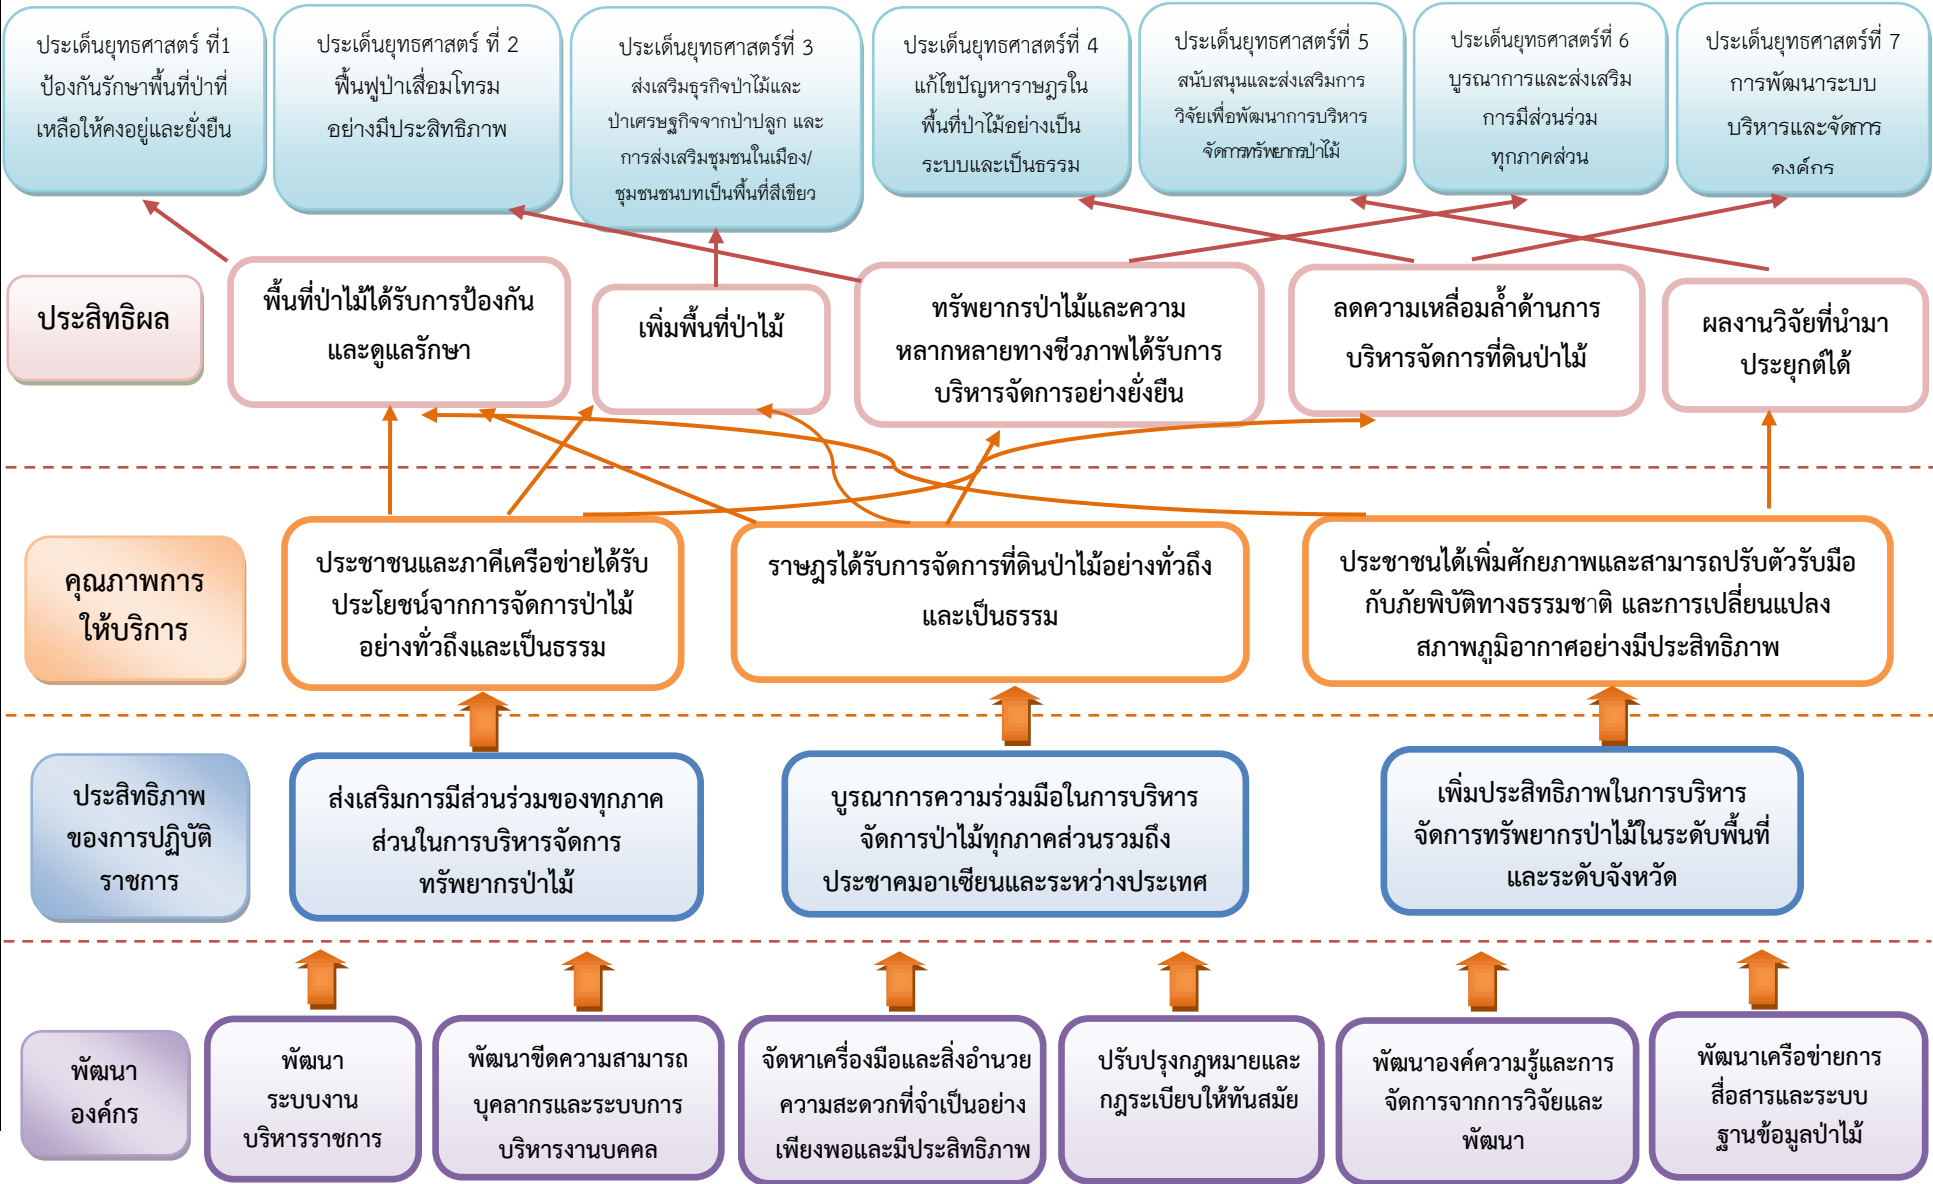 ประเด็นยุทธศาสตร์ ที่1
ป้องกันรักษาพื้นที่ป่าที่
เหลือให้คงอยู่และยั่งยืน
ประเด็นยุทธศาสตร์ ที่ 2
ฟื้นฟูป่าเสื่อมโทรม
อย่างมีประสิทธิภาพ
ประเด็นยุทธศาสตร์ที่ 3
ส่งเสริมธุรกิจป่าไม้และ
ป่าเศรษฐกิจจากป่าปลูก และ
การส่งเสริมชุมชนในเมือง/
ชุมชนชนบทเป็นพื้นที่สีเขียว
ประเด็นยุทธศาสตร์ที่ 4
แก้ไขปัญหาราษฎรใน
พื้นที่ป่าไม้อย่างเป็น
ระบบและเป็นธรรม
ประเด็นยุทธศาสตร์ที่ 5
สนับสนุนและส่งเสริมการ
วิจัยเพื่อพัฒนาการบริหาร
จัดการทรัพยากรป่าไม้
ประเด็นยุทธศาสตร์ที่ 6
บูรณาการและส่งเสริม
การมีส่วนร่วม
ทุกภาคส่วน
ประเด็นยุทธศาสตร์ที่ 7
การพัฒนาระบบ
บริหารและจัดการ
องค์กร
ประสิทธิผล
พื้นที่ป่าไม้ได้รับการป้องกัน
และดูแลรักษา
เพิ่มพื้นที่ป่าไม้
ทรัพยากรป่าไม้และความ
หลากหลายทางชีวภาพได้รับการ
บริหารจัดการอย่างยั่งยืน
ลดความเหลื่อมล้ำด้านการ
บริหารจัดการที่ดินป่าไม้
ผลงานวิจัยที่นำมา
ประยุกต์ได้
คุณภาพการ
ให้บริการ
ประชาชนและภาคีเครือข่ายได้รับ
ประโยชน์จากการจัดการป่าไม้
อย่างทั่วถึงและเป็นธรรม
ราษฎรได้รับการจัดการที่ดินป่าไม้อย่างทั่วถึง
และเป็นธรรม
ประชาชนได้เพิ่มศักยภาพและสามารถปรับตัวรับมือ
กับภัยพิบัติทางธรรมชาติ และการเปลี่ยนแปลง
สภาพภูมิอากาศอย่างมีประสิทธิภาพ
ประสิทธิภาพ
ของการปฏิบัติ
ราชการ
ส่งเสริมการมีส่วนร่วมของทุกภาค
ส่วนในการบริหารจัดการ
ทรัพยากรป่าไม้
บูรณาการความร่วมมือในการบริหาร
จัดการป่าไม้ทุกภาคส่วนรวมถึง
ประชาคมอาเซียนและระหว่างประเทศ
เพิ่มประสิทธิภาพในการบริหาร
จัดการทรัพยากรป่าไม้ในระดับพื้นที่
และระดับจังหวัด
พัฒนา
องค์กร
พัฒนา
ระบบงาน
บริหารราชการ
พัฒนาขีดความสามารถ
บุคลากรและระบบการ
บริหารงานบุคคล
จัดหาเครื่องมือและสิ่งอำนวย
ความสะดวกที่จำเป็นอย่าง
เพียงพอและมีประสิทธิภาพ
ปรับปรุงกฎหมายและ
กฎระเบียบให้ทันสมัย
พัฒนาองค์ความรู้และการ
จัดการจากการวิจัยและ
พัฒนา
พัฒนาเครือข่ายการ
สื่อสารและระบบ
ฐานข้อมูลป่าไม้